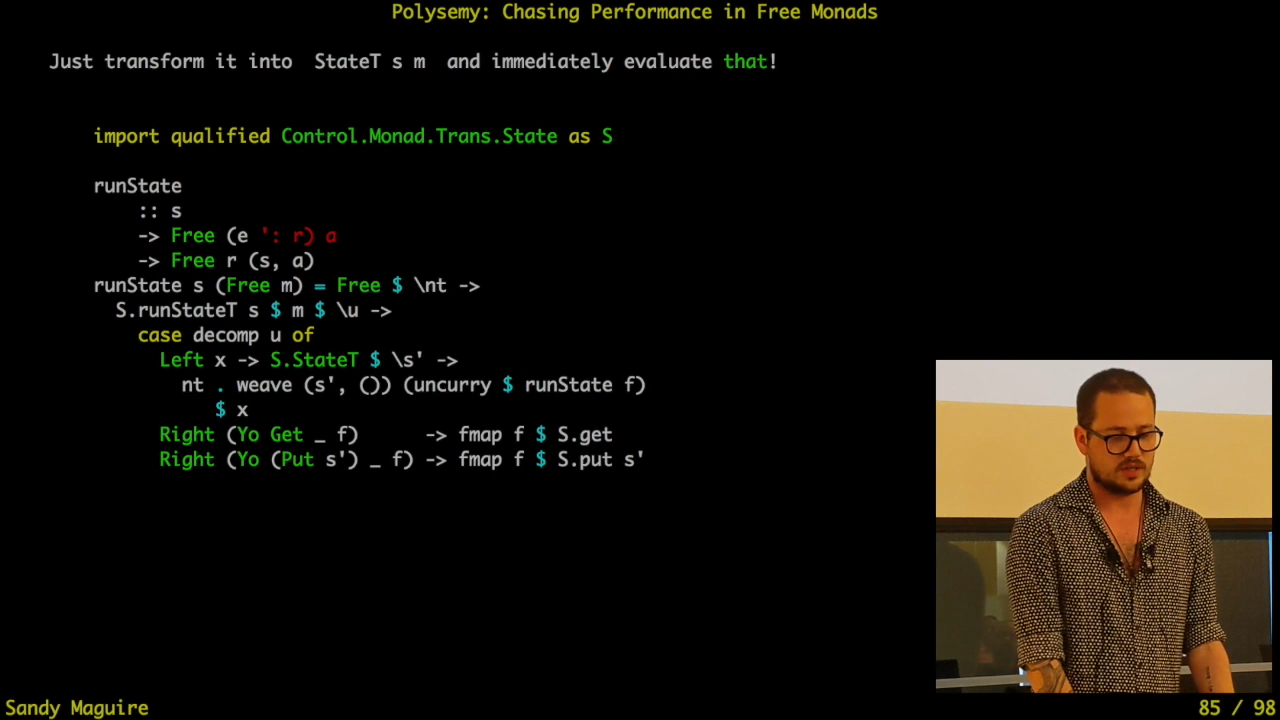 Polysemy: Chasing Performance in Free Monads
Just transform it into  StateT s m  and immediately evaluate that!
import qualified Control.Monad.Trans.State as S
runState
:: s
-> Free (e ': r) a
-> Free r (s, a)
runState s (Free m) = Free $ \nt ->
S.runStateT s $ m $ \u ->
case decomp u of
Left x -> S.StateT $ \s' ->
nt . weave (s', ()) (uncurry $ runState f)
$ x
Right (Yo Get _ f)      -> fmap f $ S.get
Right (Yo (Put s') _ f) -> fmap f $ S.put s'
Sandy Maguire
85 / 98